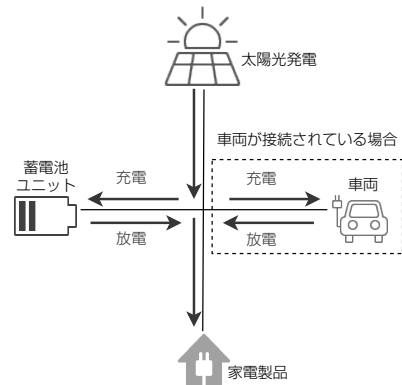 太陽光発電
車両が接続されている場合
蓄電池
ユニット
充電
充電
車両
放電
放電
家電製品